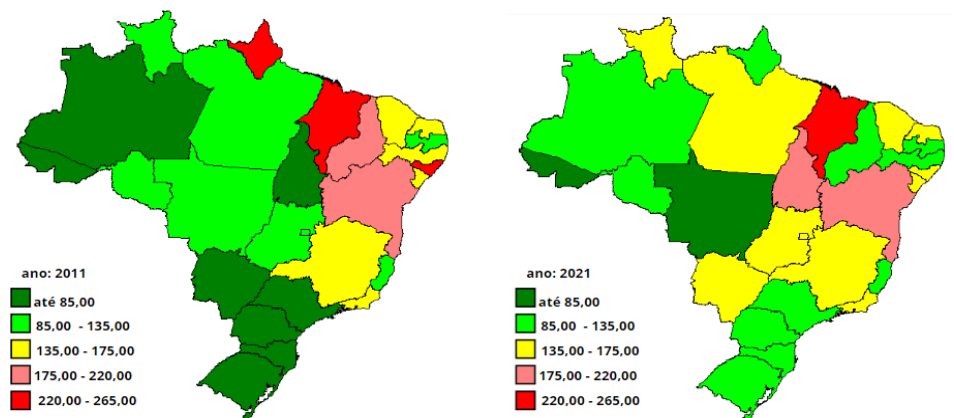 ano: 2011
até 85,00
85,00 - 135,00
135,00 - 175,00
175,00 - 220,00
220,00 - 265,00
ano: 2021
até 85,00
85,00 - 135,00
135,00 - 175,00
175,00 - 220,00
220,00 - 265,00